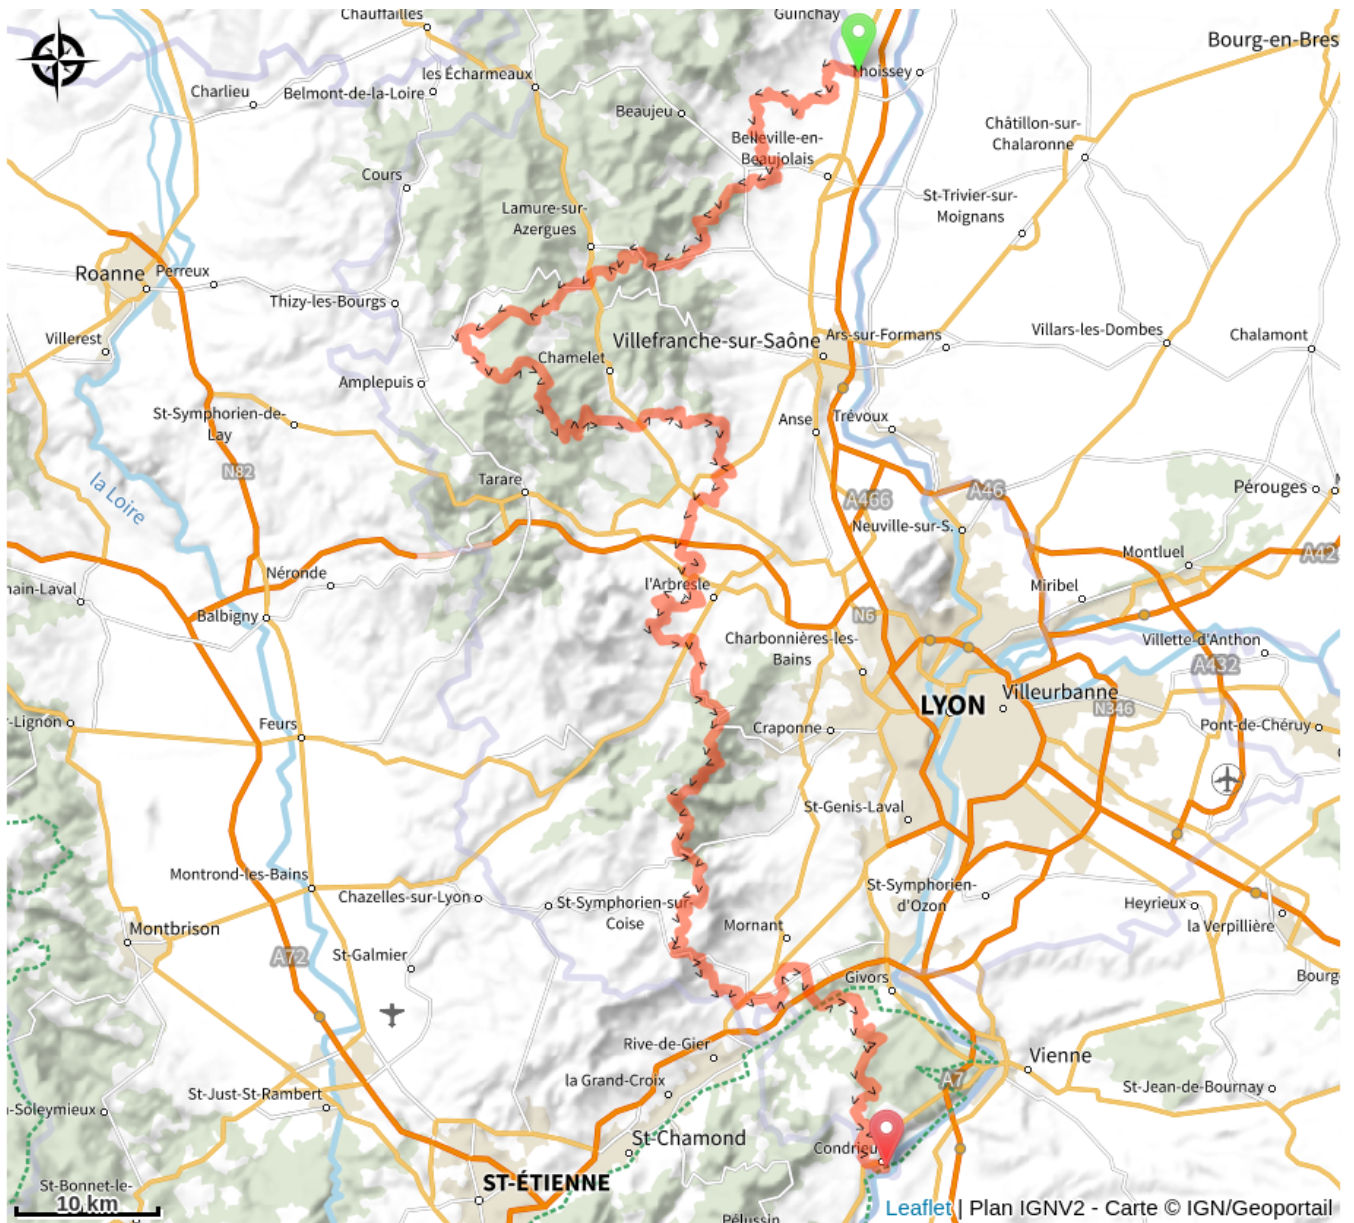 Chauffailles
Guinchay
Bourg-en-Bres
les Écharmeaux
Thoissey
Charlieu
Belmont-de-la-Loire
Beaujeu
Châtillon-sur-
Chalaronne
Belleville-en-
Beaujolais
Cours
St-Trivier-sur-
Moignans
Lamure-sur-
Azergues
Roanne
Perreux
Thizy-les-Bourgs
Villerest
Villefranche-sur-Saône
Ars-sur-Formans
Villars-les-Dombes
Chalamont
Chamelet
Amplepuis
St-Symphorien-de-
Lay
Anse
Trévoux
N82
la Loire
Tarare
A466
A46
Pérouges
Neuville-sur-S.
Montluel
A42
Néronde
l'Arbresle
Miribel
nain-Laval
Balbigny
N6
Charbonnières-les-
Bains
Villette-d'Anthon
A432
LYON
Villeurbanne
N346
r-Lignon
Feurs
Craponne
Pont-de-Chéruy
St-Genis-Laval
Montrond-les-Bains
Chazelles-sur-Lyon
St-Symphorien-sur-
Coise
St-Symphorien-
d'Ozon
Heyrieux
la Verpillière
Montbrison
Mornant
A72
St-Galmier
Givors
Bourg
Rive-de-Gier
Vienne
la Grand-Croix
A7
St-Jean-de-Bournay
St-Just-St-Rambert
-Soleymieux
St-Chamond
Condrieu
St-Bonnet-le-
ST-ÉTIENNE
10 km
Pélussin
Leaflet | Plan IGNV2 - Carte © IGN/Geoportail